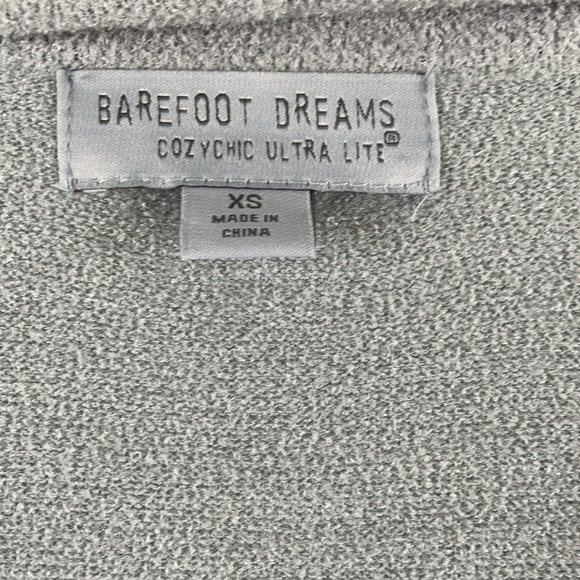 BAREFOOT DREAMS
COZYCHIC ULTRA LITE®
XS
MADE IN
CHINA